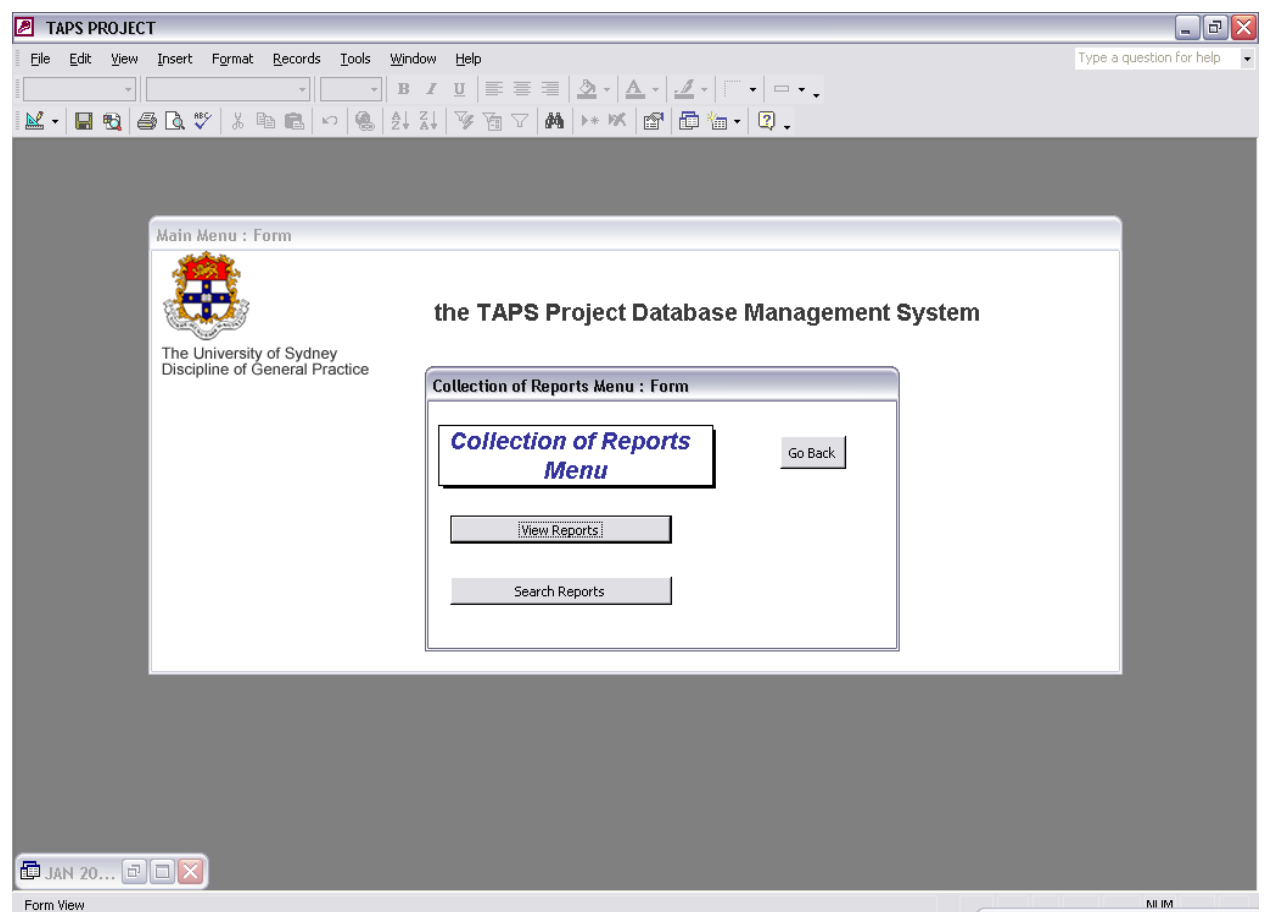 TAPS PROJECT
File Edit View Insert Format Records Tools Window Help
Type a question for help
B I U A
ABC
A Z Z A
Main Menu : Form
the TAPS Project Database Management System
The University of Sydney
Discipline of General Practice
Collection of Reports Menu : Form
Collection of Reports
Menu
Go Back
View Reports
Search Reports
JAN 20...
Form View
NUM